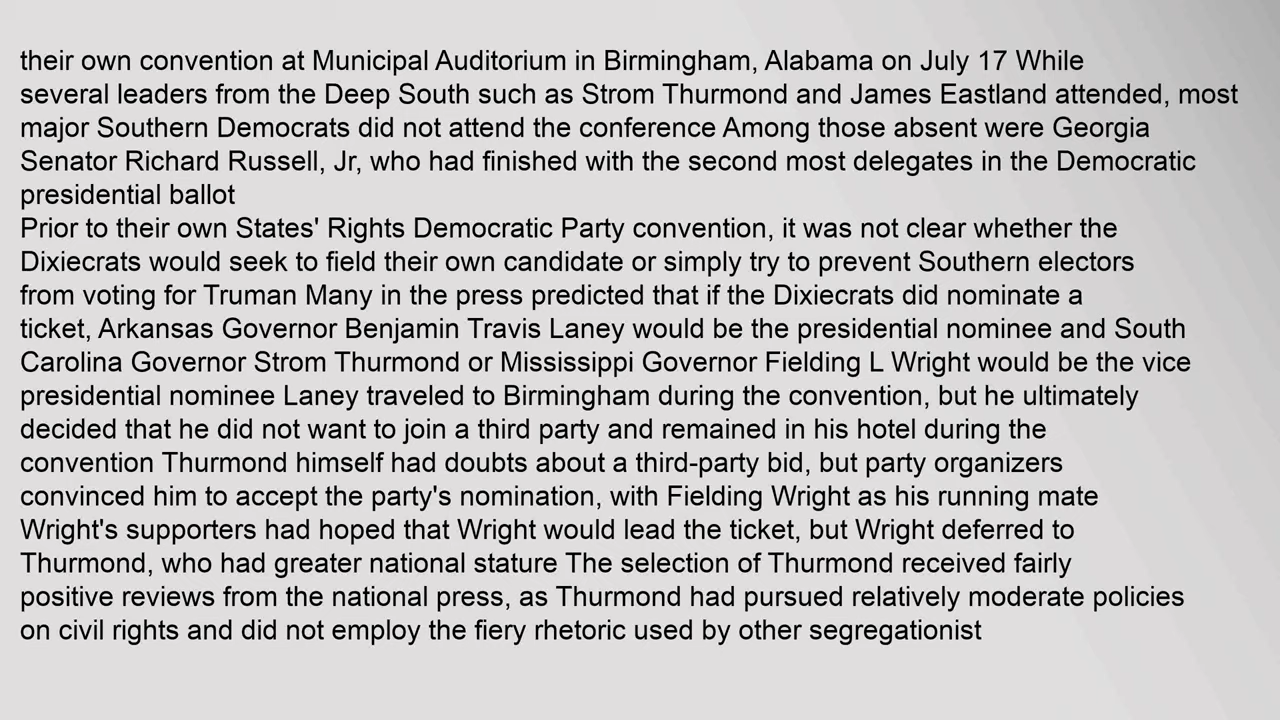 their own convention at Municipal Auditorium in Birmingham, Alabama on July 17 While
several leaders from the Deep South such as Strom Thurmond and James Eastland attended, most
major Southern Democrats did not attend the conference Among those absent were Georgia
Senator Richard Russell, Jr, who had finished with the second most delegates in the Democratic
presidential ballot
Prior to their own States' Rights Democratic Party convention, it was not clear whether the
Dixiecrats would seek to field their own candidate or simply try to prevent Southern electors
from voting for Truman Many in the press predicted that if the Dixiecrats did nominate a
ticket, Arkansas Governor Benjamin Travis Laney would be the presidential nominee and South
Carolina Governor Strom Thurmond or Mississippi Governor Fielding L Wright would be the vice
presidential nominee Laney traveled to Birmingham during the convention, but he ultimately
decided that he did not want to join a third party and remained in his hotel during the
convention Thurmond himself had doubts about a third-party bid, but party organizers
convinced him to accept the party's nomination, with Fielding Wright as his running mate
Wright's supporters had hoped that Wright would lead the ticket, but Wright deferred to
Thurmond, who had greater national stature The selection of Thurmond received fairly
positive reviews from the national press, as Thurmond had pursued relatively moderate policies
on civil rights and did not employ the fiery rhetoric used by other segregationist